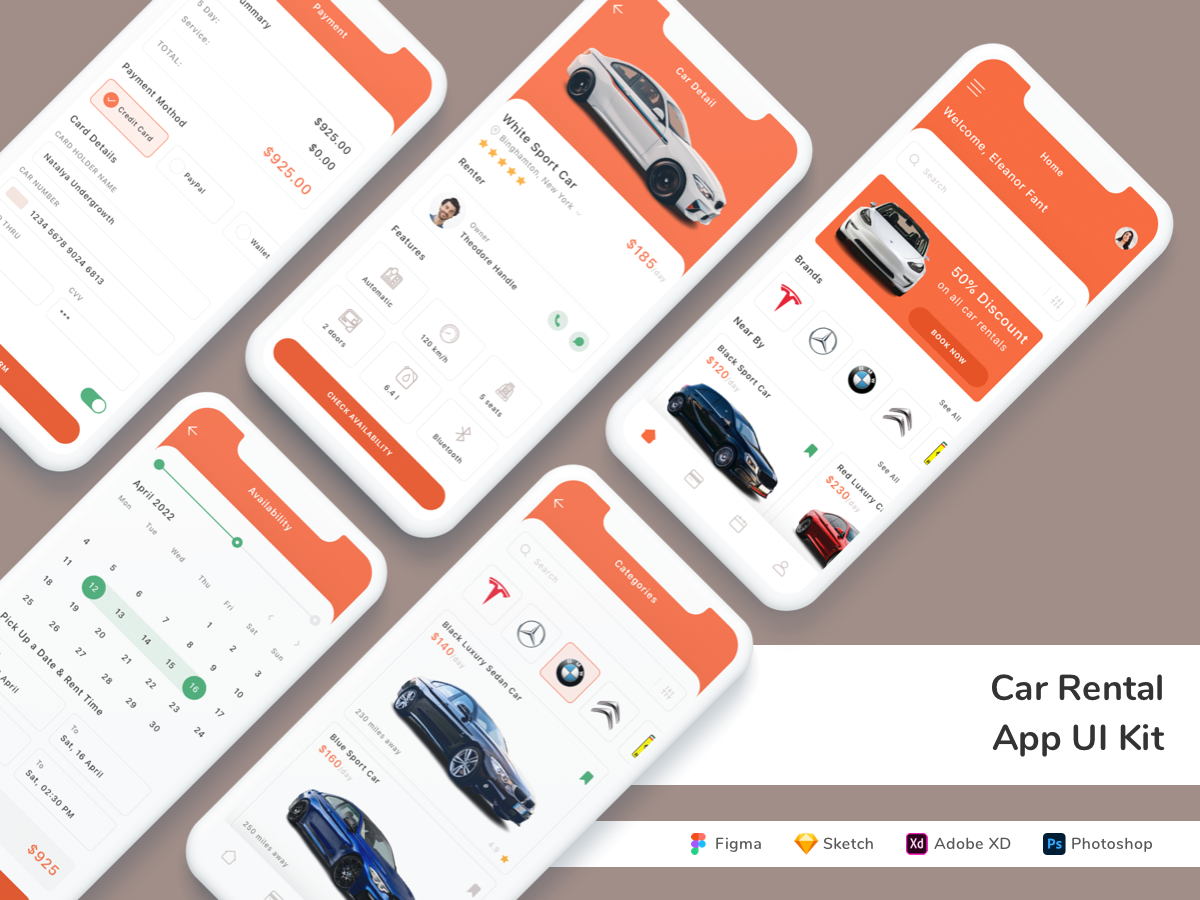 Payment
ummary
5 Day:
$925.00
Service:
$0.00
TOTAL:
$925.00
Payment Mothod
Credit Card
PayPal
Wallet
Card Details
CARD HOLDER NAME
Natalya Undergrowth
CAR NUMBER
1234 5678 9024 6813
THRU
CVV
•••
RM
Car Detail
White Sport Car
Binghamton, New York
$185/day
Renter
Owner
Theodore Handle
Features
Automatic
120 km/h
5 seats
2 doors
6.4 l
Bluetooth
CHECK AVAILABILITY
Home
Welcome, Eleanor Fant
Search
50% Discount
on all car rentals
BOOK NOW
Brands
See All
Near By
See All
Black Sport Car
$120/day
Red Luxury C
$230/day
Availability
April 2022
Mon Tue Wed Thu Fri Sat Sun
1 2 3
4 5 6 7 8 9 10
11 12 13 14 15 16 17
18 19 20 21 22 23 24
25 26 27 28 29 30
Pick Up a Date & Rent Time
April
To
Sat, 16 April
To
Sat, 02:30 PM
$925
Categories
Search
Black Luxury Sedan Car
$140/day
230 miles away
4.9
Blue Sport Car
$160/day
250 miles away
Car Rental
App UI Kit
Figma
Sketch
Xd Adobe XD
Ps Photoshop